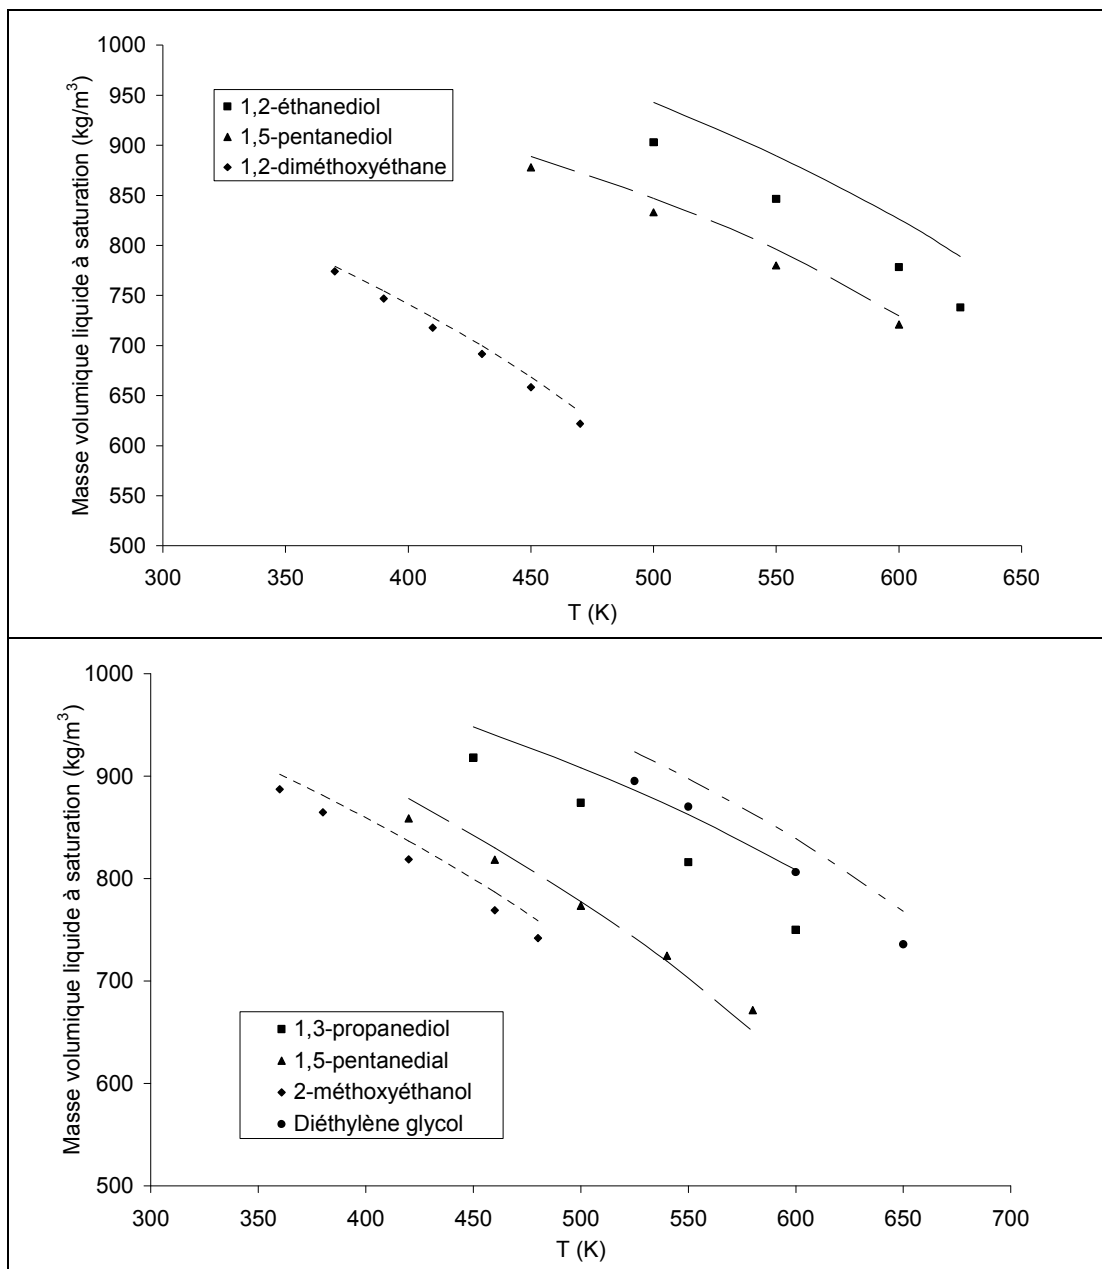 Masse volumique liquide à saturation (kg/m³)
1000
950
900
850
800
750
700
650
600
550
500
1,2-éthanediol
1,5-pentanediol
1,2-diméthoxyéthane
300 350 400 450 500 550 600 650
T (K)
Masse volumique liquide à saturation (kg/m³)
1000
900
800
700
600
500
1,3-propanediol
1,5-pentanedial
2-méthoxyéthanol
Diéthylène glycol
300 350 400 450 500 550 600 650 700
T (K)